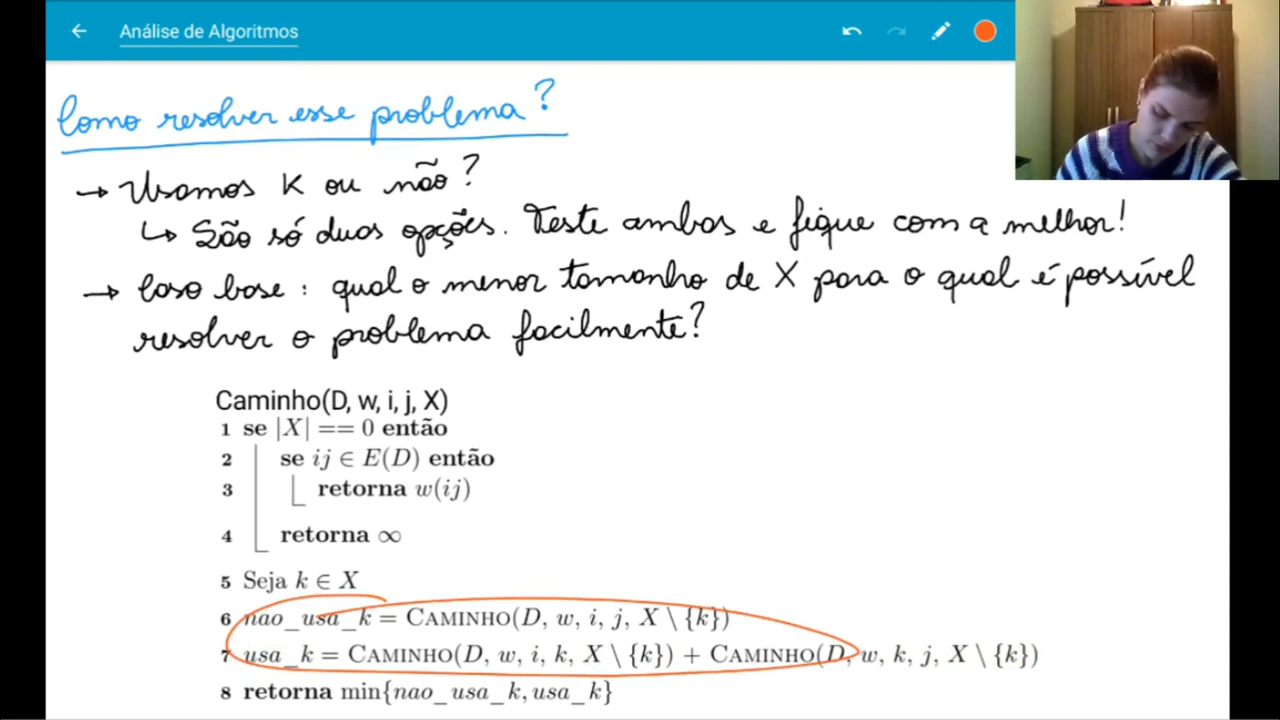 Análise de Algoritmos
Como resolver esse problema?
→ Usamos K ou não?
↳ São só duas opções. Teste ambos e fique com a melhor!
→ Caso base: qual o menor tamanho de X para o qual é possível
resolver o problema facilmente?
Caminho(D, w, i, j, X)
1 se |X| == 0 então
2 se ij ∈ E(D) então
3 retorna w(ij)
4 retorna ∞
5 Seja k ∈ X
6 nao_usa_k = CAMINHO(D, w, i, j, X \ {k})
7 usa_k = CAMINHO(D, w, i, k, X \ {k}) + CAMINHO(D, w, k, j, X \ {k})
8 retorna min{nao_usa_k, usa_k}